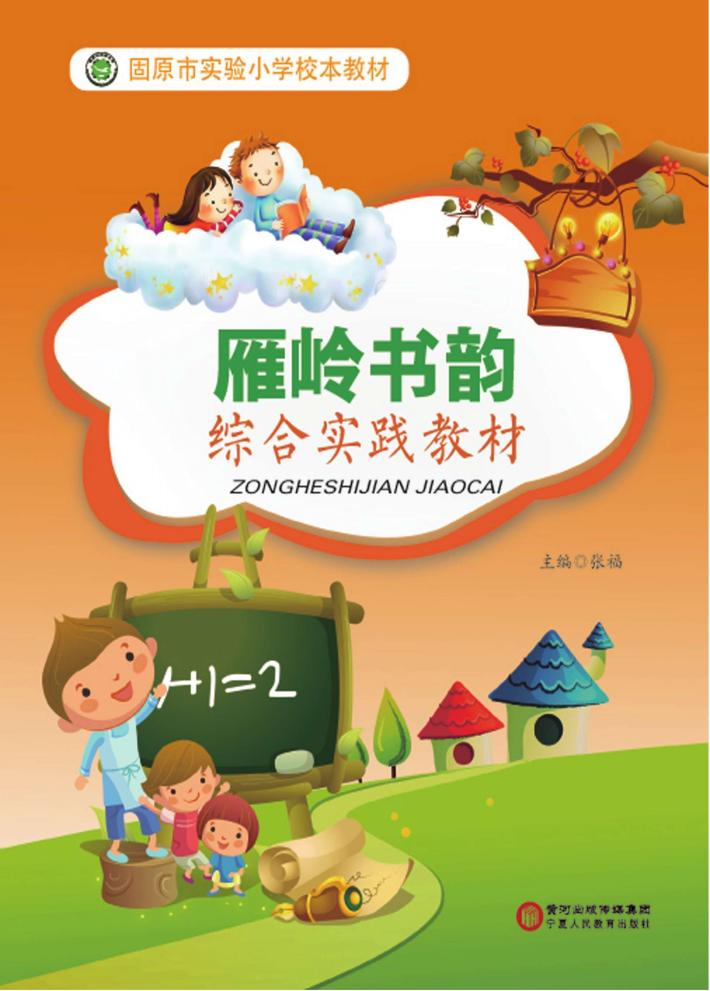 固原市实验小学校本教材
雁岭书韵
综合实践教材
ZONGHESHIJIAN JIAOCAI
主编◎张福
1+1=2
黄河出版传媒集团
宁夏人民教育出版社